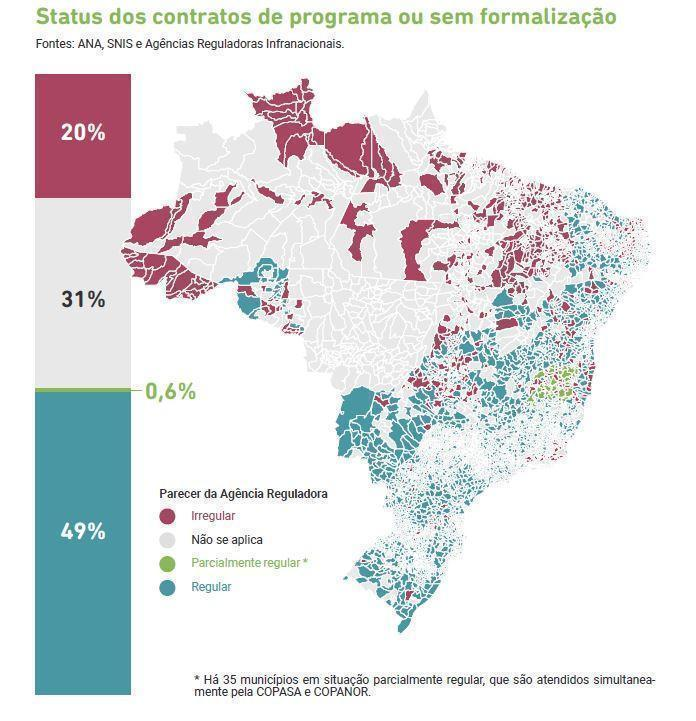 Status dos contratos de programa ou sem formalização
Fontes: ANA, SNIS e Agências Reguladoras Infranacionais.
20%
31%
0,6%
49%
Parecer da Agência Reguladora
Irregular
Não se aplica
Parcialmente regular *
Regular
* Há 35 municípios em situação parcialmente regular, que são atendidos simultanea-
mente pela COPASA e COPANOR.